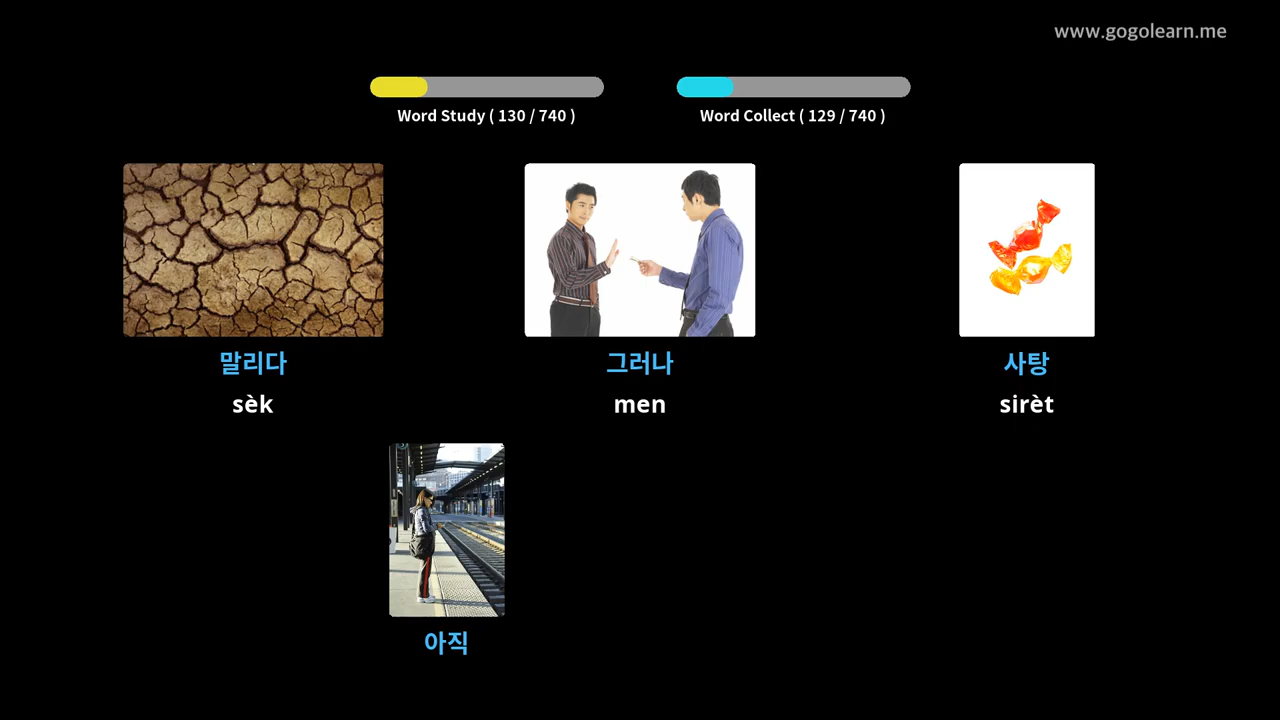 www.gogolearn.me
Word Study ( 130 / 740 )
Word Collect ( 129 / 740 )
말리다
그러나
사탕
sèk
men
sirèt
아직